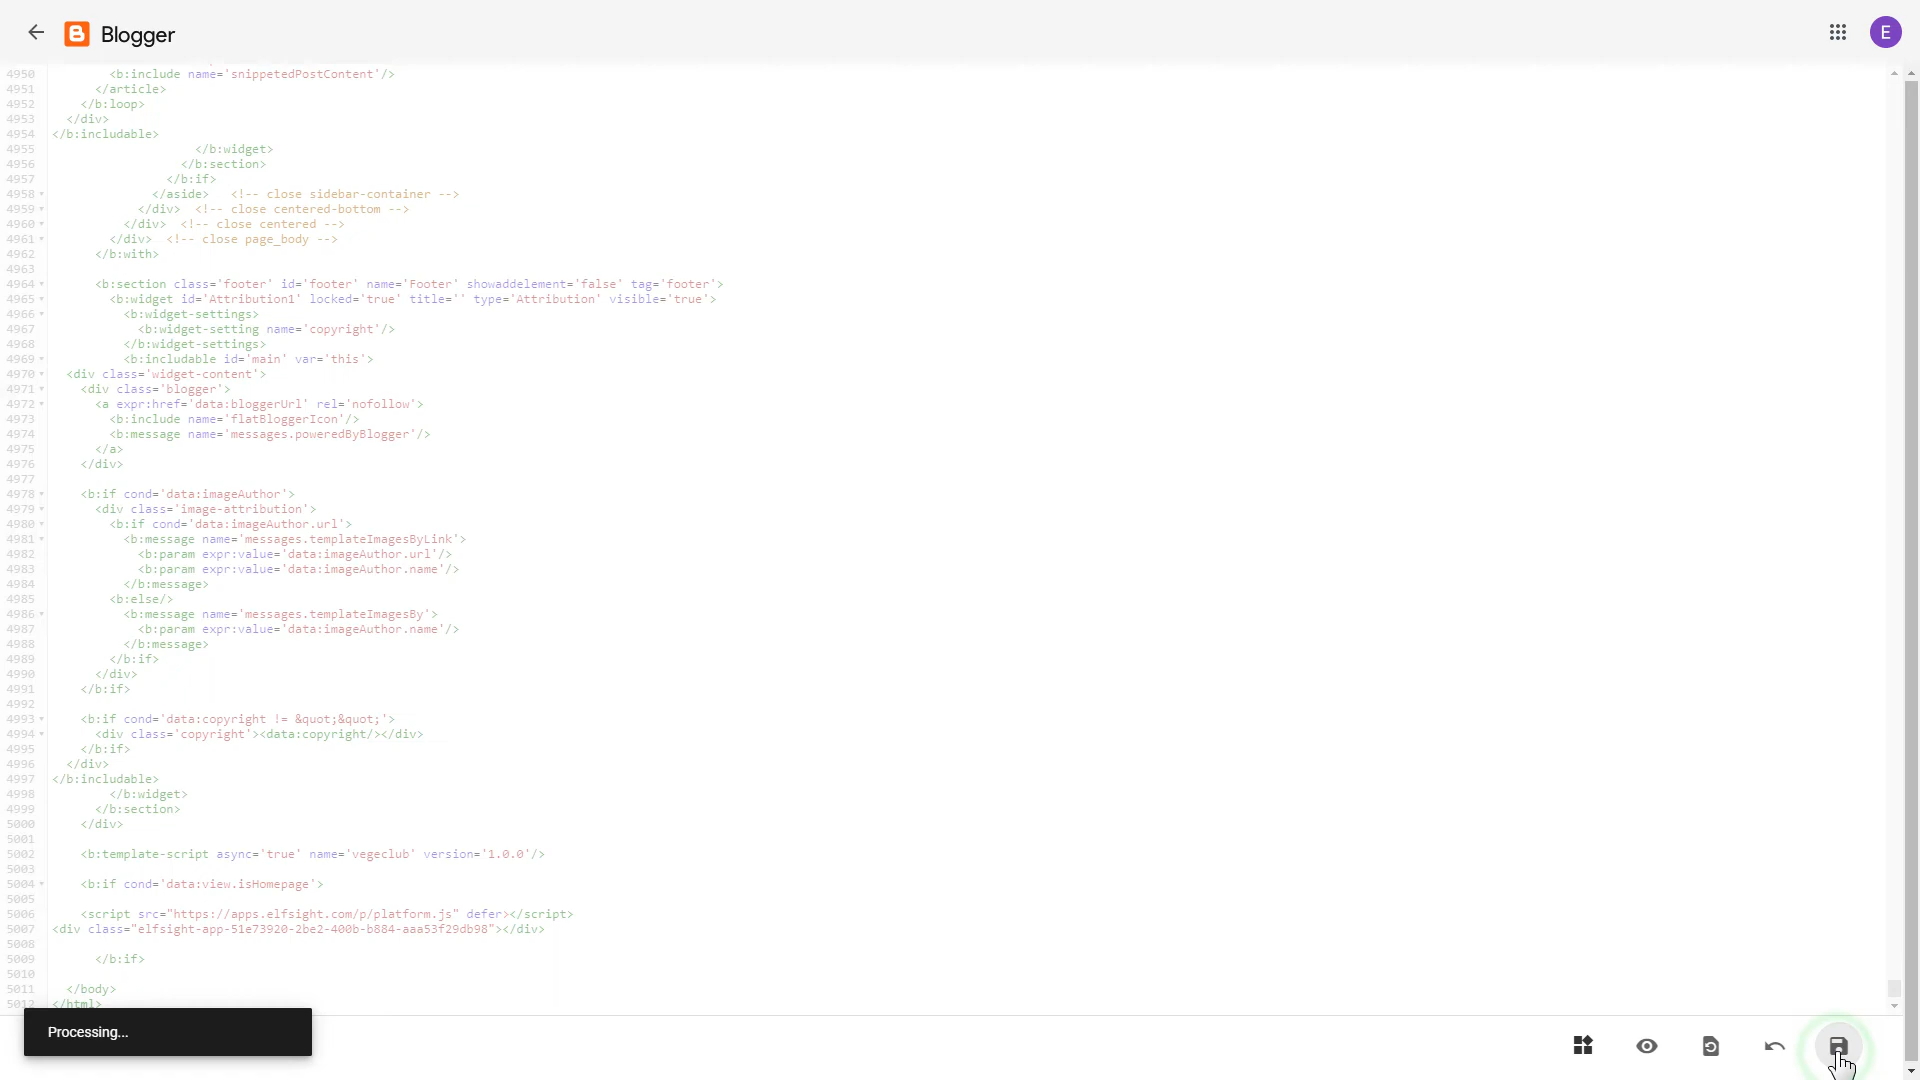 Blogger
E
4950 <b:include name='snippetedPostContent'/>
4951 </article>
4952 </b:loop>
4953 </div>
4954 </b:includable>
4955 </b:widget>
4956 </b:section>
4957 </b:if>
4958 </aside> <!-- close sidebar-container -->
4959 </div> <!-- close centered-bottom -->
4960 </div> <!-- close centered -->
4961 </div> <!-- close page_body -->
4962 </b:with>
4963
4964 <b:section class='footer' id='footer' name='Footer' showaddelement='false' tag='footer'>
4965 <b:widget id='Attribution1' locked='true' title='' type='Attribution' visible='true'>
4966 <b:widget-settings>
4967 <b:widget-setting name='copyright'/>
4968 </b:widget-settings>
4969 <b:includable id='main' var='this'>
4970 <div class='widget-content'>
4971 <div class='blogger'>
4972 <a expr:href='data:bloggerUrl' rel='nofollow'>
4973 <b:include name='flatBloggerIcon'/>
4974 <b:message name='messages.poweredByBlogger'/>
4975 </a>
4976 </div>
4977
4978 <b:if cond='data:imageAuthor'>
4979 <div class='image-attribution'>
4980 <b:if cond='data:imageAuthor.url'>
4981 <b:message name='messages.templateImagesByLink'>
4982 <b:param expr:value='data:imageAuthor.url'/>
4983 <b:param expr:value='data:imageAuthor.name'/>
4984 </b:message>
4985 <b:else/>
4986 <b:message name='messages.templateImagesBy'>
4987 <b:param expr:value='data:imageAuthor.name'/>
4988 </b:message>
4989 </b:if>
4990 </div>
4991 </b:if>
4992
4993 <b:if cond='data:copyright != &quot;&quot;'>
4994 <div class='copyright'><data:copyright/></div>
4995 </b:if>
4996 </div>
4997 </b:includable>
4998 </b:widget>
4999 </b:section>
5000 </div>
5001
5002 <b:template-script async='true' name='vegeclub' version='1.0.0'/>
5003
5004 <b:if cond='data:view.isHomepage'>
5005
5006 <script src="https://apps.elfsight.com/p/platform.js" defer></script>
5007 <div class="elfsight-app-51e73920-2be2-400b-b884-aaa53f29db98"></div>
5008
5009 </b:if>
5010
5011 </body>
5012 </html>
Processing...